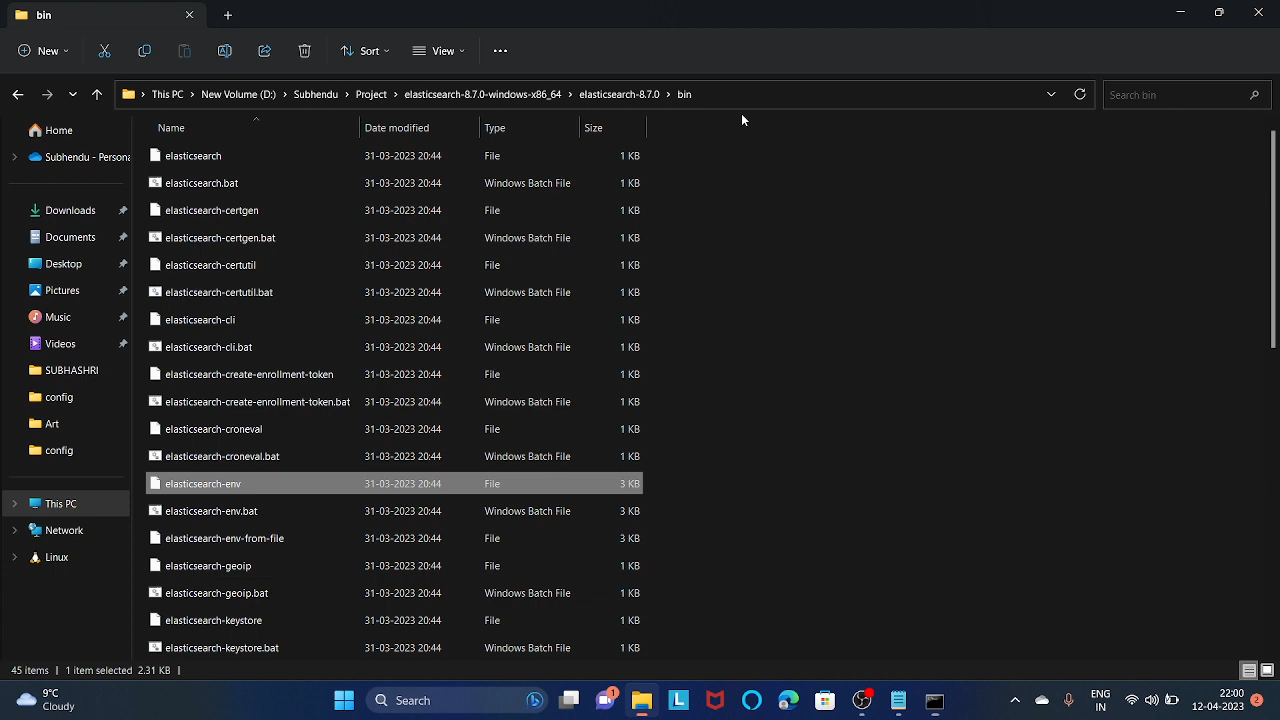 bin
New
Sort
View
This PC
New Volume (D:)
Subhendu
Project
elasticsearch-8.7.0-windows-x86_64
elasticsearch-8.7.0
bin
Search bin
Home
Subhendu - Persona
Downloads
Documents
Desktop
Pictures
Music
Videos
SUBHASHRI
config
Art
config
This PC
Network
Linux
Name Date modified Type Size
elasticsearch 31-03-2023 20:44 File 1 KB
elasticsearch.bat 31-03-2023 20:44 Windows Batch File 1 KB
elasticsearch-certgen 31-03-2023 20:44 File 1 KB
elasticsearch-certgen.bat 31-03-2023 20:44 Windows Batch File 1 KB
elasticsearch-certutil 31-03-2023 20:44 File 1 KB
elasticsearch-certutil.bat 31-03-2023 20:44 Windows Batch File 1 KB
elasticsearch-cli 31-03-2023 20:44 File 1 KB
elasticsearch-cli.bat 31-03-2023 20:44 Windows Batch File 1 KB
elasticsearch-create-enrollment-token 31-03-2023 20:44 File 1 KB
elasticsearch-create-enrollment-token.bat 31-03-2023 20:44 Windows Batch File 1 KB
elasticsearch-croneval 31-03-2023 20:44 File 1 KB
elasticsearch-croneval.bat 31-03-2023 20:44 Windows Batch File 1 KB
elasticsearch-env 31-03-2023 20:44 File 3 KB
elasticsearch-env.bat 31-03-2023 20:44 Windows Batch File 3 KB
elasticsearch-env-from-file 31-03-2023 20:44 File 3 KB
elasticsearch-geoip 31-03-2023 20:44 File 1 KB
elasticsearch-geoip.bat 31-03-2023 20:44 Windows Batch File 1 KB
elasticsearch-keystore 31-03-2023 20:44 File 1 KB
elasticsearch-keystore.bat 31-03-2023 20:44 Windows Batch File 1 KB
45 items 1 item selected 2.31 KB
9°C
Cloudy
Search
1
L
ENG
IN
22:00
12-04-2023
2